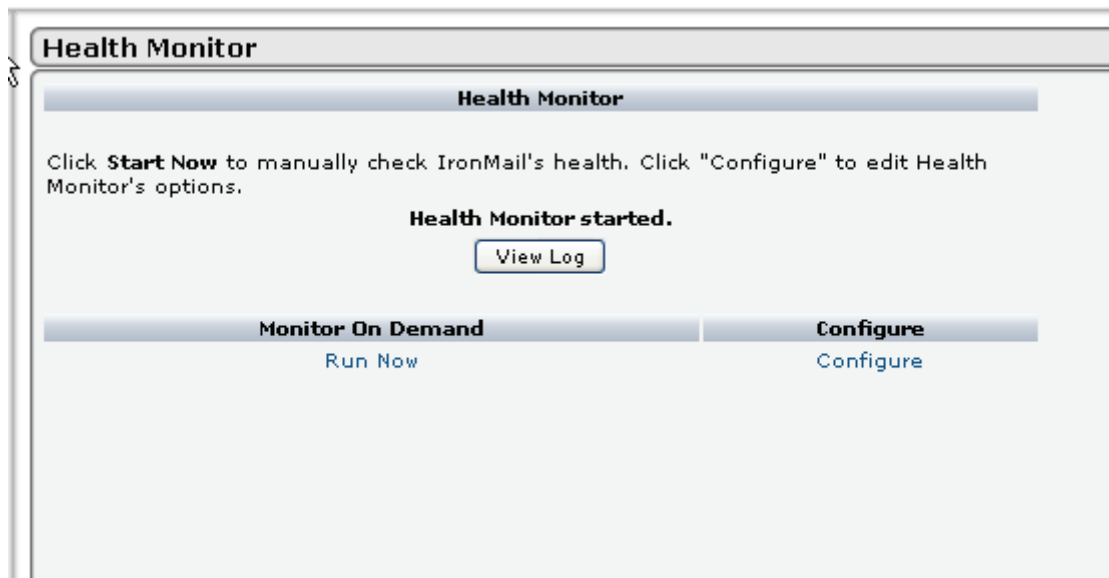 Health Monitor
Health Monitor
Click Start Now to manually check IronMail's health. Click "Configure" to edit Health
Monitor's options.
Health Monitor started.
View Log
Monitor On Demand Configure
Run Now Configure